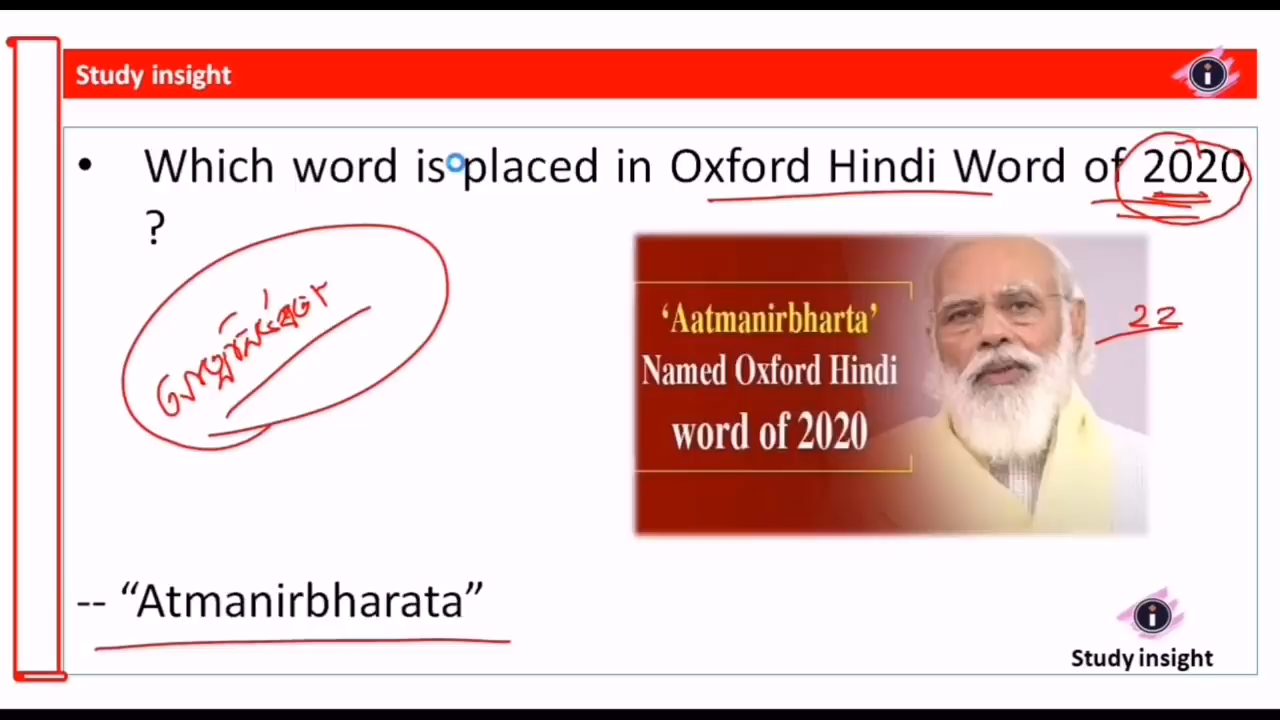 Study insight
• Which word is placed in Oxford Hindi Word of 2020
?
22
‘Aatmanirbharta’
Named Oxford Hindi
word of 2020
-- “Atmanirbharata”
Study insight